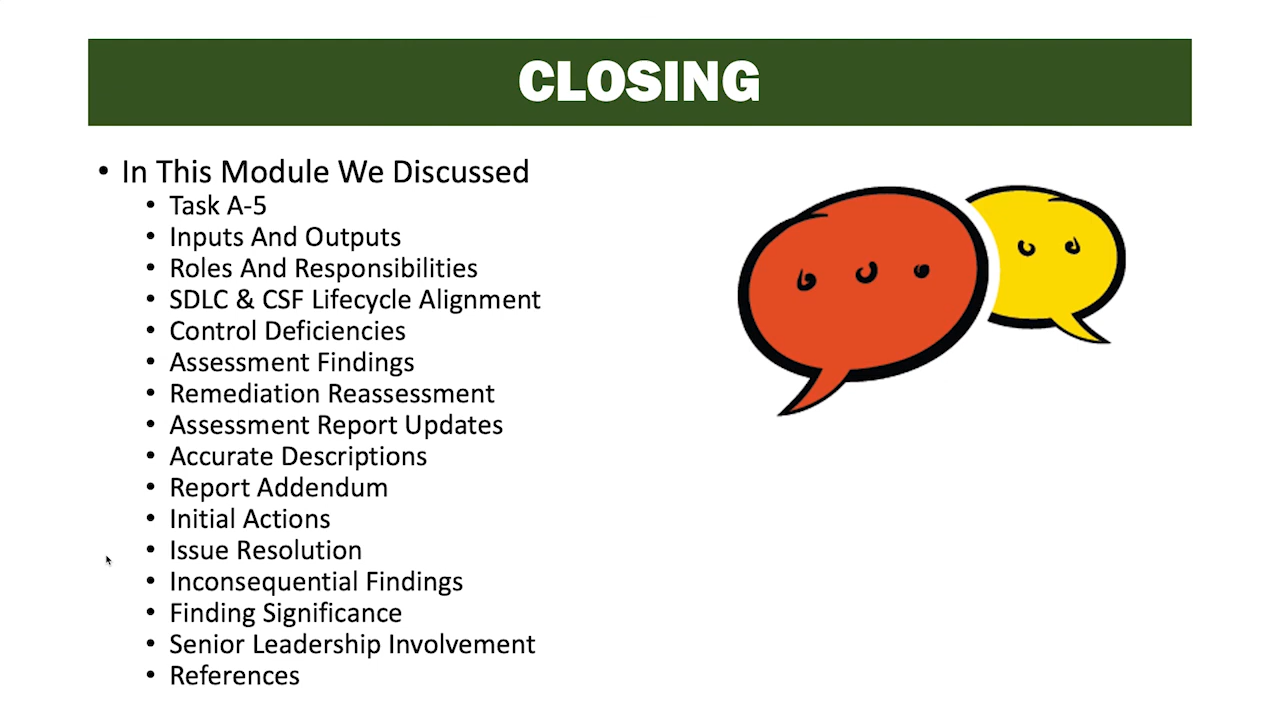 CLOSING
• In This Module We Discussed
• Task A-5
• Inputs And Outputs
• Roles And Responsibilities
• SDLC & CSF Lifecycle Alignment
• Control Deficiencies
• Assessment Findings
• Remediation Reassessment
• Assessment Report Updates
• Accurate Descriptions
• Report Addendum
• Initial Actions
• Issue Resolution
• Inconsequential Findings
• Finding Significance
• Senior Leadership Involvement
• References